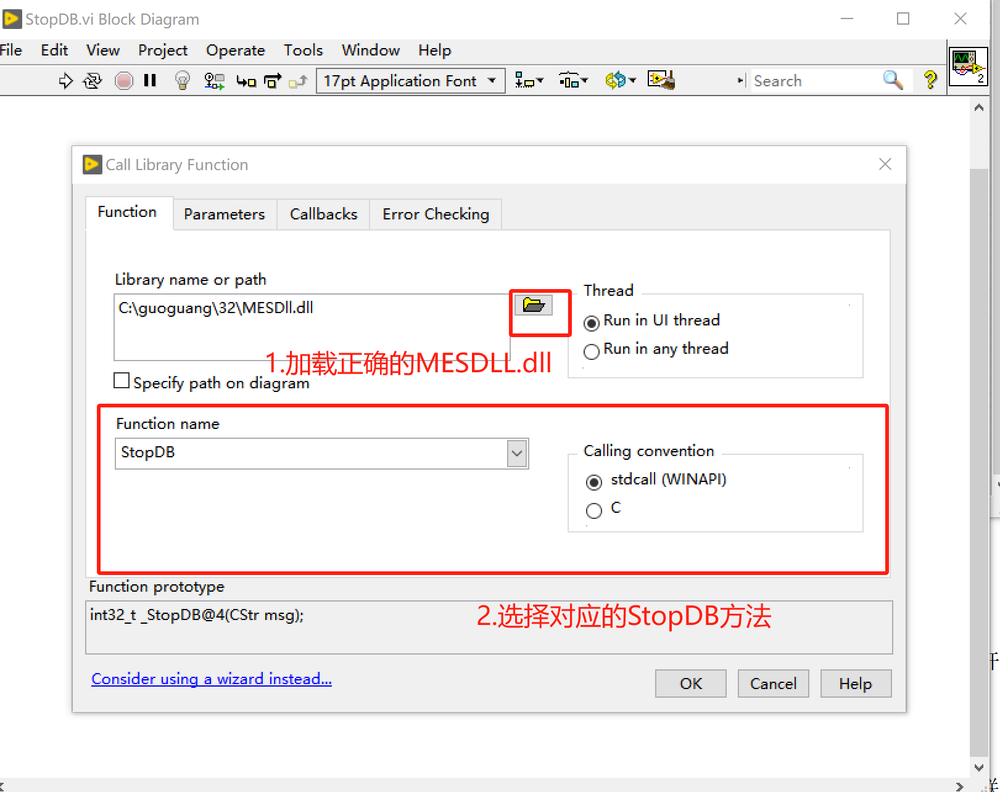 StopDB.vi Block Diagram
File Edit View Project Operate Tools Window Help
17pt Application Font
Search
2
Call Library Function
Function Parameters Callbacks Error Checking
Library name or path
C:\guoguang\32\MESDll.dll
Thread
Run in UI thread
Run in any thread
1.加载正确的MESDLL.dll
Specify path on diagram
Function name
StopDB
Calling convention
stdcall (WINAPI)
C
Function prototype
int32_t _StopDB@4(CStr msg);
2.选择对应的StopDB方法
Consider using a wizard instead...
OK Cancel Help